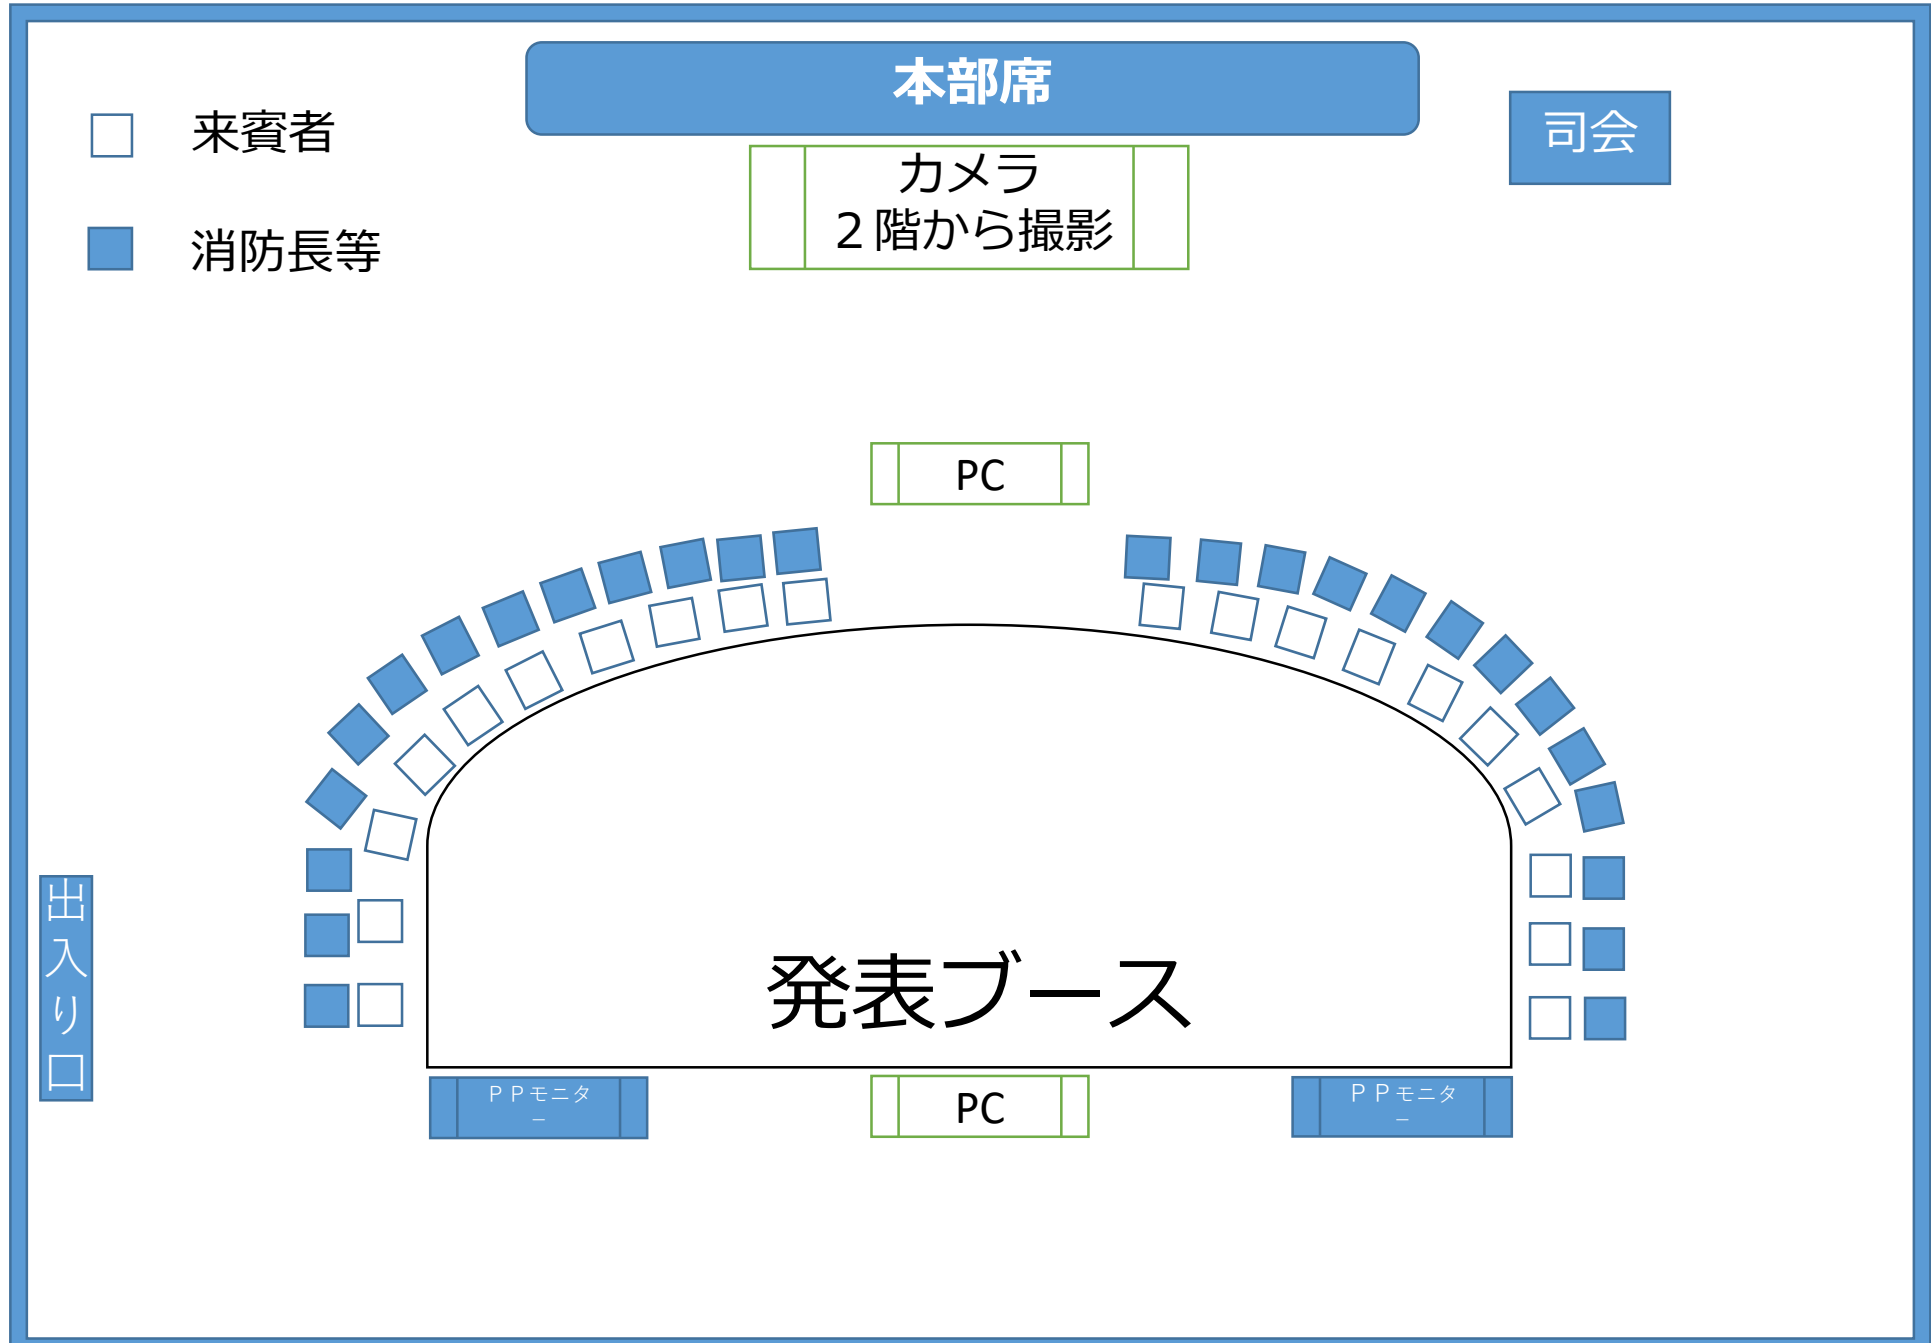 本部席
司会
来賓者
カメラ
２階から撮影
消防長等
PC
発表ブース
出入り口
ＰＰモニタ
ー
PC
ＰＰモニタ
ー